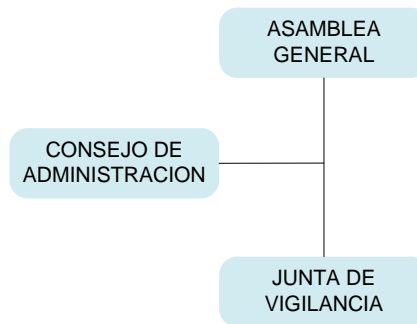 ASAMBLEA
GENERAL
CONSEJO DE
ADMINISTRACION
JUNTA DE
VIGILANCIA